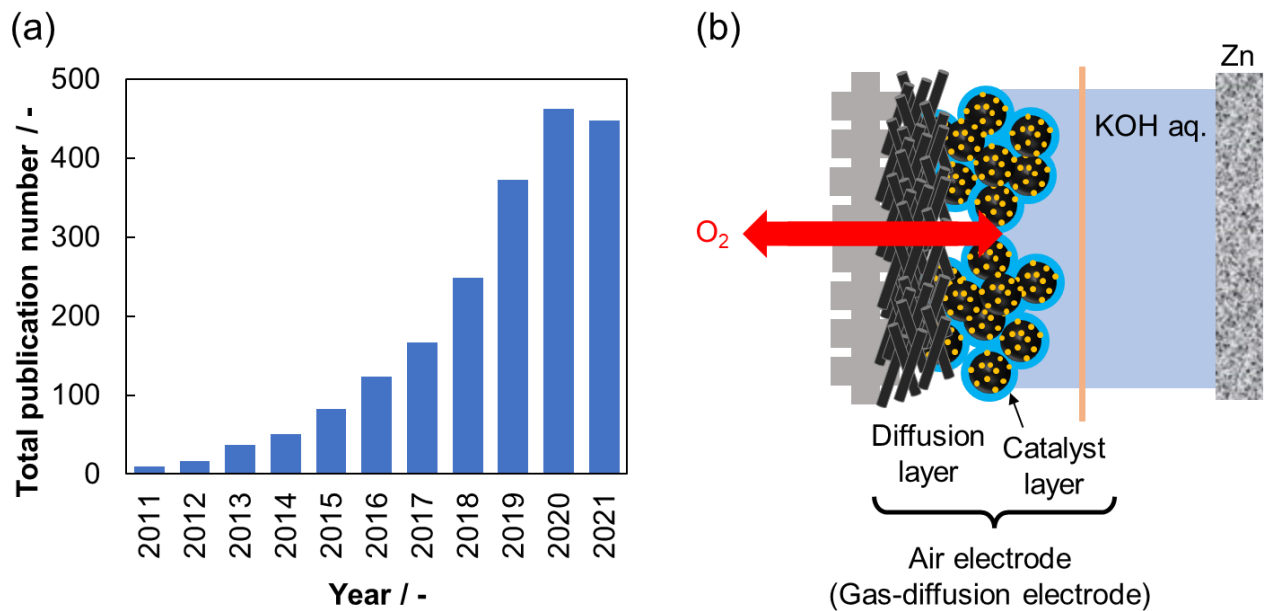 (a)
Total publication number / -
500
400
300
200
100
0
2011
2012
2013
2014
2015
2016
2017
2018
2019
2020
2021
Year / -
(b)
Zn
KOH aq.
O₂
Diffusion
layer
Catalyst
layer
Air electrode
(Gas-diffusion electrode)